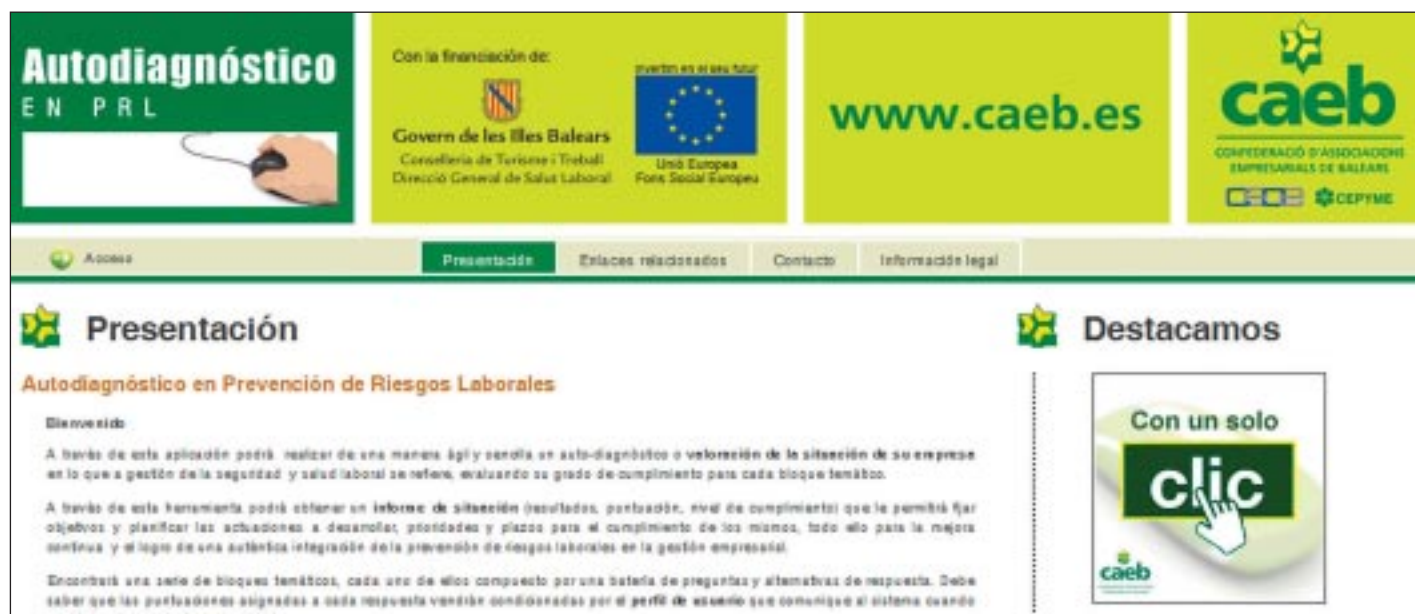 Autodiagnóstico
EN PRL
Con la financiación de:
Govern de les Illes Balears
Conselleria de Turisme i Treball
Direcció General de Salut Laboral
Invertim en el seu futur
Unió Europea
Fons Social Europeu
www.caeb.es
caeb
CONFEDERACIÓ D'ASSOCIACIONS
EMPRESARIALS DE BALEARS
CEOE CEPYME
Acceso
Presentación
Enlaces relacionados
Contacto
Información legal
Presentación
Autodiagnóstico en Prevención de Riesgos Laborales
Bienvenido
A través de esta aplicación podrá realizar de una manera ágil y sencilla un auto-diagnóstico o valoración de la situación de su empresa
en lo que a gestión de la seguridad y salud laboral se refiere, evaluando su grado de cumplimiento para cada bloque temático.
A través de esta herramienta podrá obtener un informe de situación (resultados, puntuación, nivel de cumplimiento) que le permitirá fijar
objetivos y planificar las actuaciones a desarrollar, prioridades y plazos para el cumplimiento de los mismos, todo ello para la mejora
continua y el logro de una auténtica integración de la prevención de riesgos laborales en la gestión empresarial.
Encontrará una serie de bloques temáticos, cada uno de ellos compuesto por una batería de preguntas y alternativas de respuesta. Debe
saber que las puntuaciones asignadas a cada respuesta vendrán condicionadas por el perfil de usuario que comunique al sistema cuando
Destacamos
Con un solo
clic
caeb